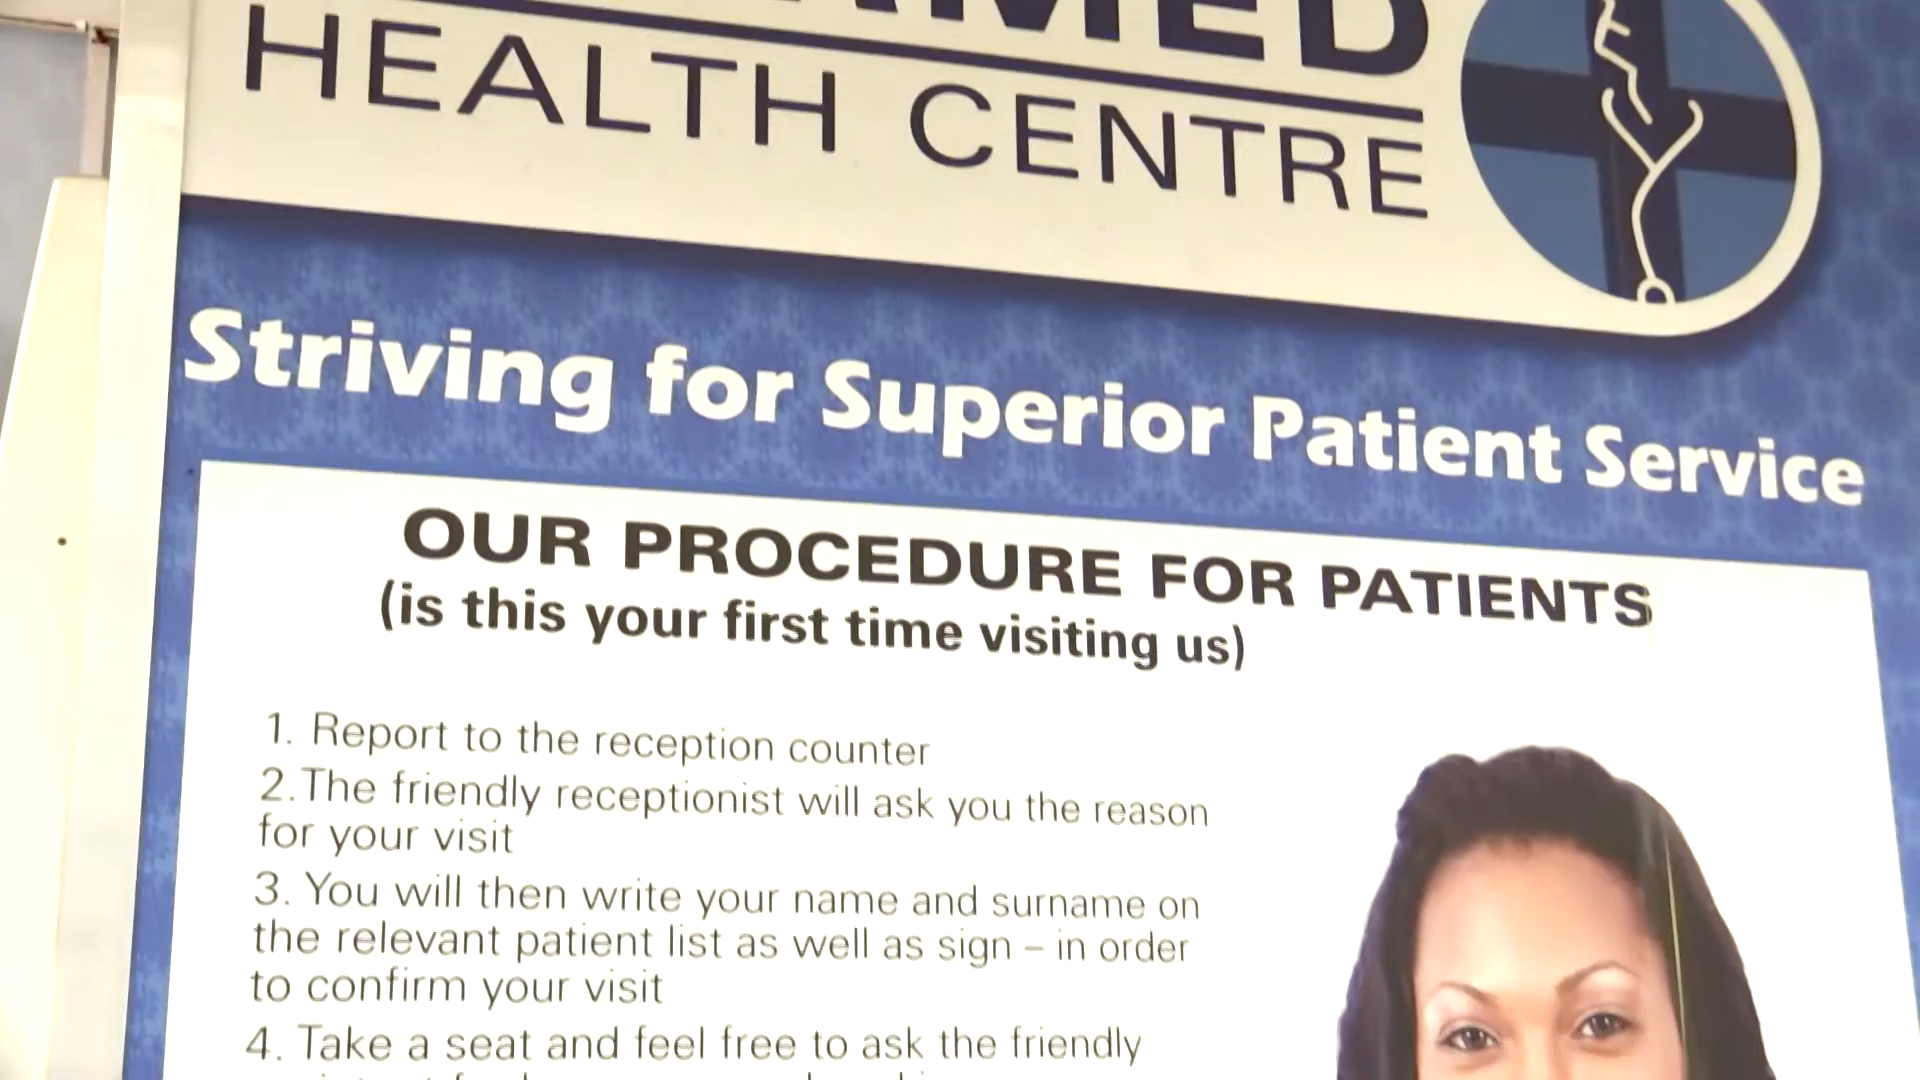 HEALTH CENTRE
Striving for Superior Patient Service
OUR PROCEDURE FOR PATIENTS
(is this your first time visiting us)
1. Report to the reception counter
2.The friendly receptionist will ask you the reason
for your visit
3. You will then write your name and surname on
the relevant patient list as well as sign – in order
to confirm your visit
4. Take a seat and feel free to ask the friendly